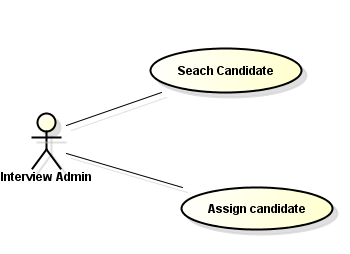 Seach Candidate
Interview Admin
Assign candidate